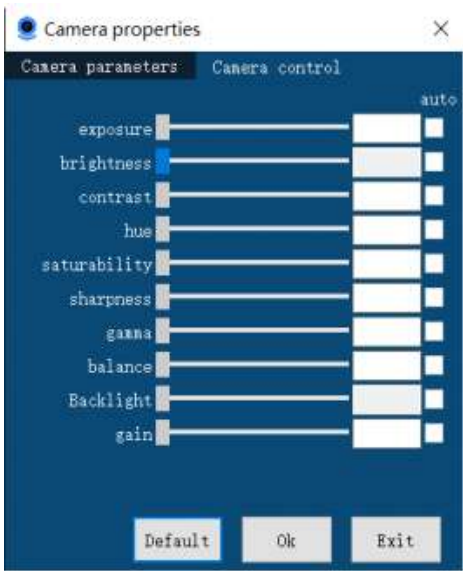 Camera properties
Camera parameters Camera control
auto
exposure
brightness
contrast
hue
saturability
sharpness
gamma
balance
Backlight
gain
Default Ok Exit